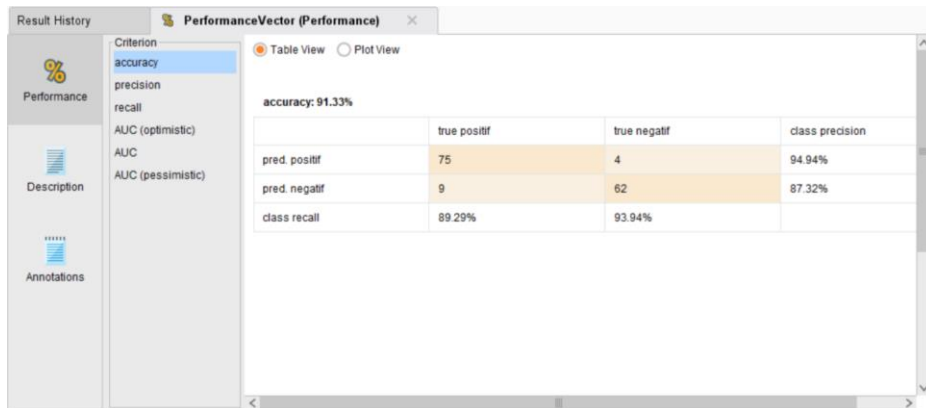 Result History
PerformanceVector (Performance)
Performance
Description
Annotations
Criterion
accuracy
precision
recall
AUC (optimistic)
AUC
AUC (pessimistic)
Table View Plot View
accuracy: 91.33%
true positif true negatif class precision
pred. positif 75 4 94.94%
pred. negatif 9 62 87.32%
class recall 89.29% 93.94%